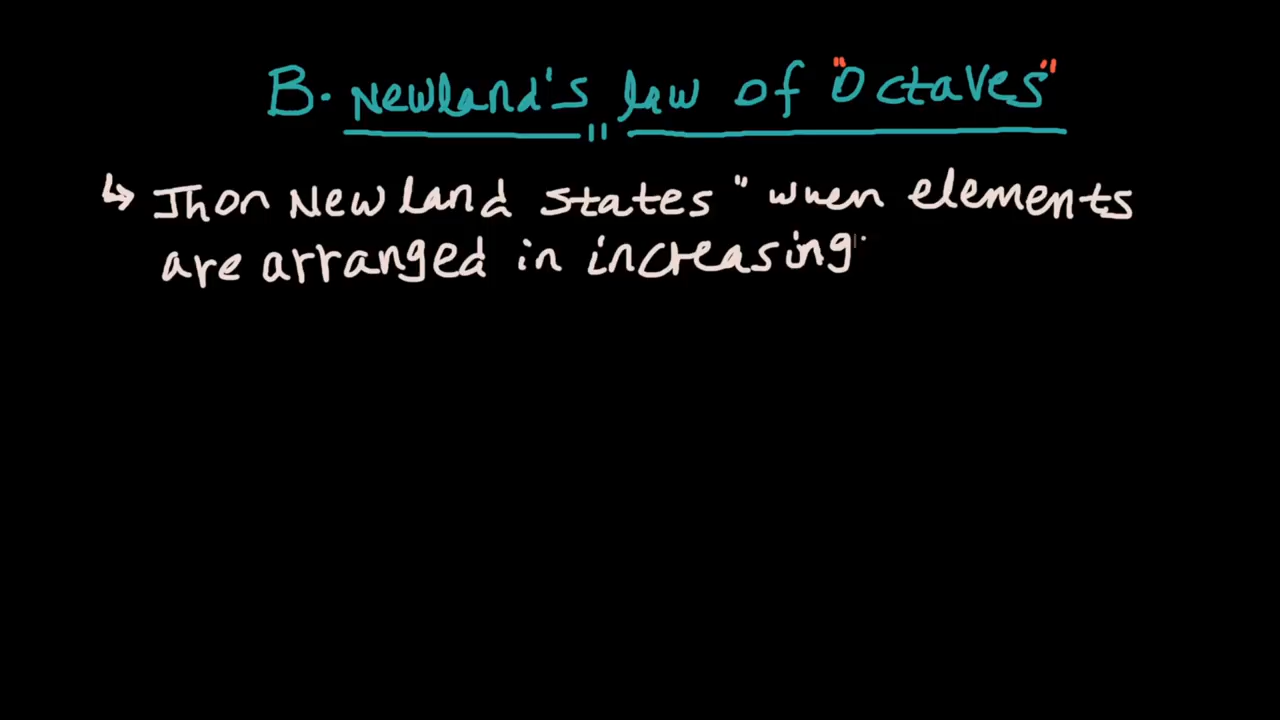 B. Newland's law of "Octaves"
↳ Jhon Newland states "when elements
are arranged in increasing